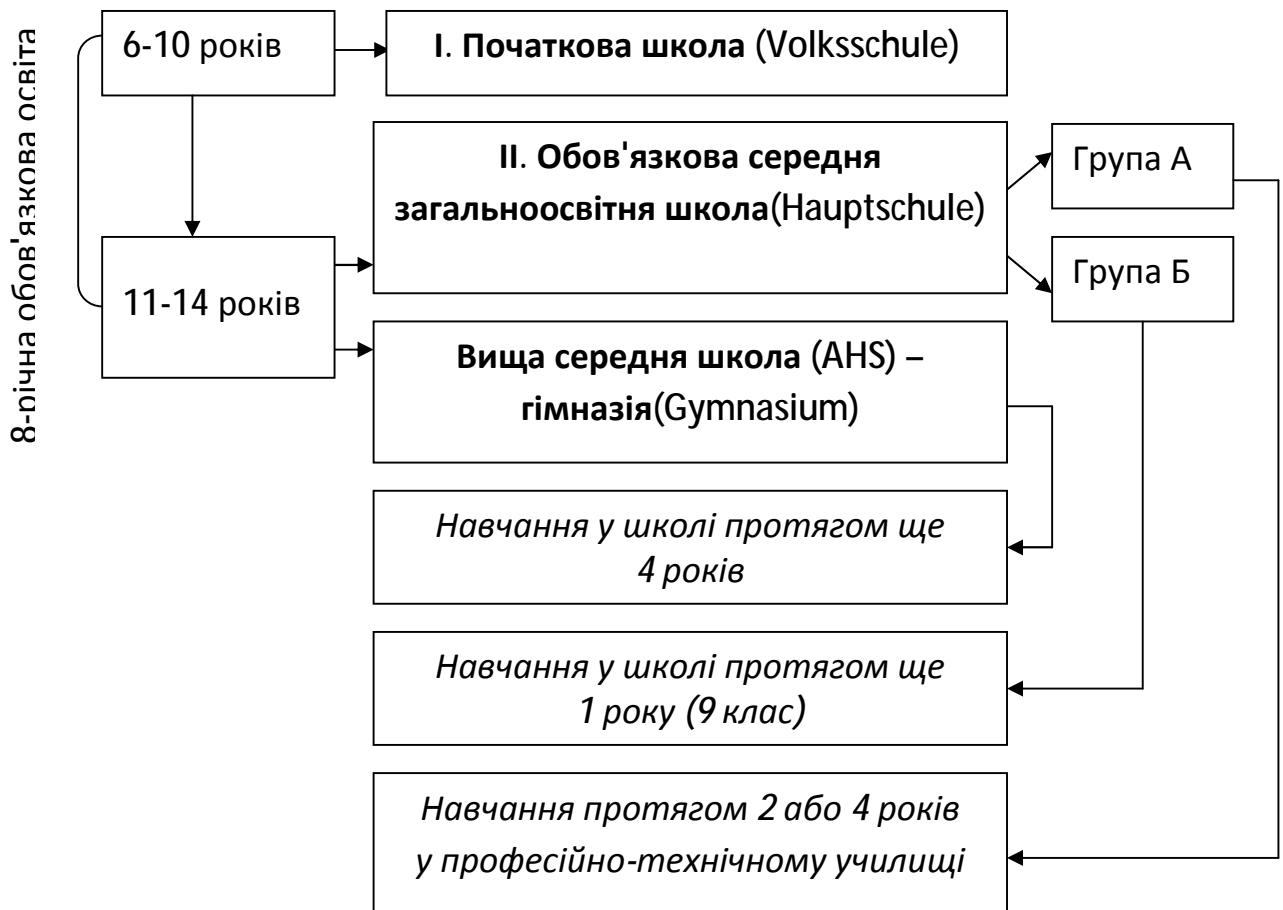 8-річна обов'язкова освіта
6-10 років
I. Початкова школа (Volksschule)
II. Обов'язкова середня
загальноосвітня школа(Hauptschule)
Група А
Група Б
11-14 років
Вища середня школа (AHS) –
гімназія(Gymnasium)
Навчання у школі протягом ще
4 років
Навчання у школі протягом ще
1 року (9 клас)
Навчання протягом 2 або 4 років
у професійно-технічному училищі